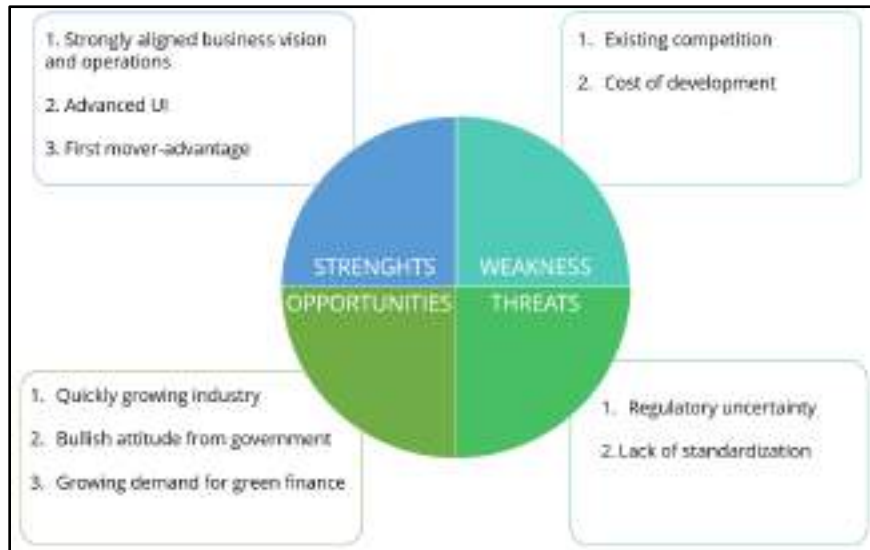 1. Strongly aligned business vision
and operations
2. Advanced UI
3. First mover-advantage
1. Existing competition
2. Cost of development
STRENGHTS
WEAKNESS
OPPORTUNITIES
THREATS
1. Quickly growing industry
2. Bullish attitude from government
3. Growing demand for green finance
1. Regulatory uncertainty
2.Lack of standardization